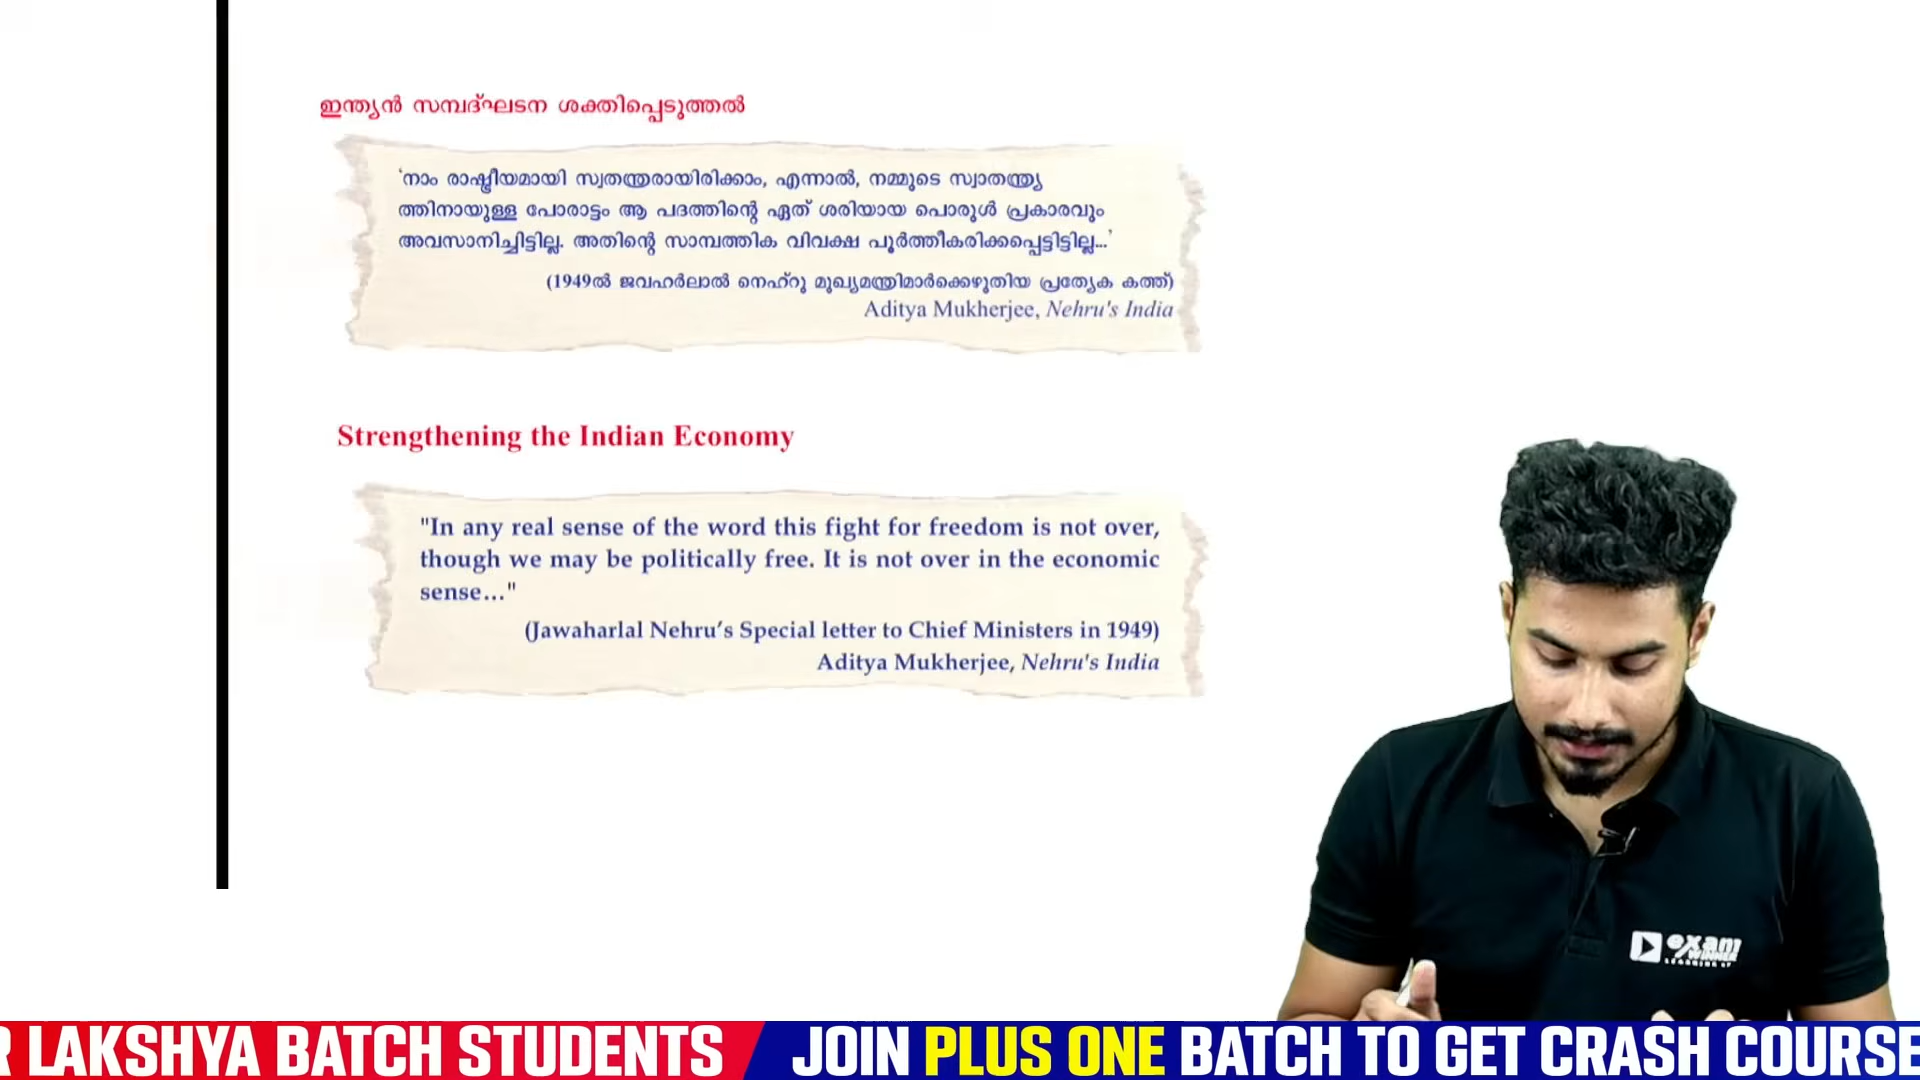 ഇന്ത്യൻ സമ്പദ്ഘടന ശക്തിപ്പെടുത്തൽ
‘നാം രാഷ്ട്രീയമായി സ്വതന്ത്രരായിരിക്കാം, എന്നാൽ, നമ്മുടെ സ്വാതന്ത്ര്യ
ത്തിനായുള്ള പോരാട്ടം ആ പദത്തിന്റെ ഏത് ശരിയായ പൊരുൾ പ്രകാരവും
അവസാനിച്ചിട്ടില്ല. അതിന്റെ സാമ്പത്തിക വിവക്ഷ പൂർത്തീകരിക്കപ്പെട്ടിട്ടില്ല...’
(1949ൽ ജവഹർലാൽ നെഹ്റു മുഖ്യമന്ത്രിമാർക്കെഴുതിയ പ്രത്യേക കത്ത്)
Aditya Mukherjee, Nehru's India
Strengthening the Indian Economy
"In any real sense of the word this fight for freedom is not over,
though we may be politically free. It is not over in the economic
sense..."
(Jawaharlal Nehru’s Special letter to Chief Ministers in 1949)
Aditya Mukherjee, Nehru's India
exam
WINNER
R LAKSHYA BATCH STUDENTS
JOIN PLUS ONE BATCH TO GET CRASH COURSE